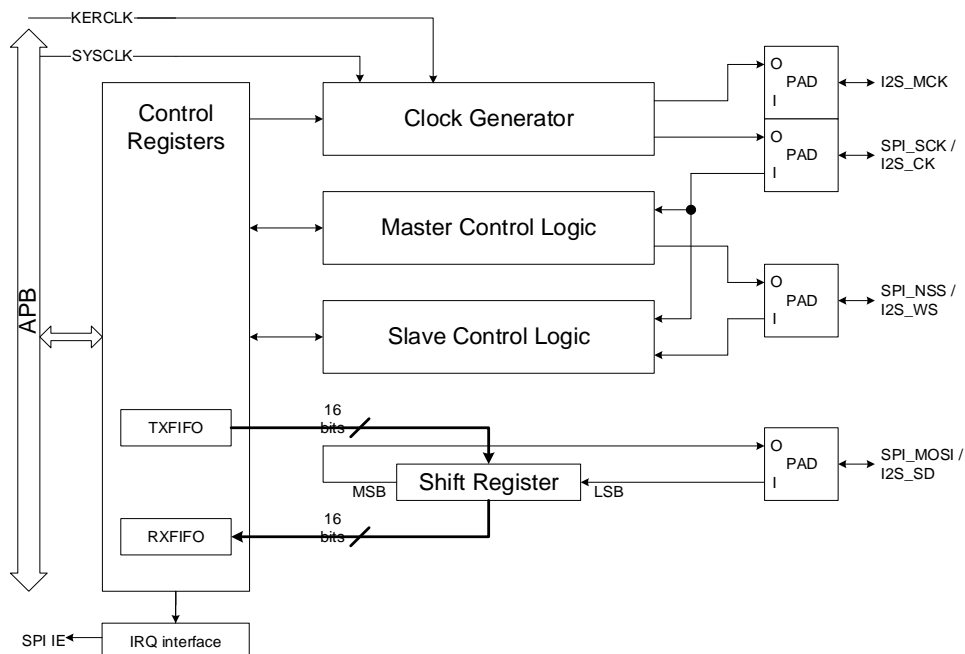 KERCLK
SYSCLK
APB
Control
Registers
Clock Generator
O
PAD
I
I2S_MCK
O
PAD
I
SPI_SCK /
I2S_CK
Master Control Logic
O
PAD
I
SPI_NSS /
I2S_WS
Slave Control Logic
TXFIFO
16
bits
MSB
Shift Register
LSB
O
PAD
I
SPI_MOSI /
I2S_SD
RXFIFO
16
bits
SPI IE
IRQ interface